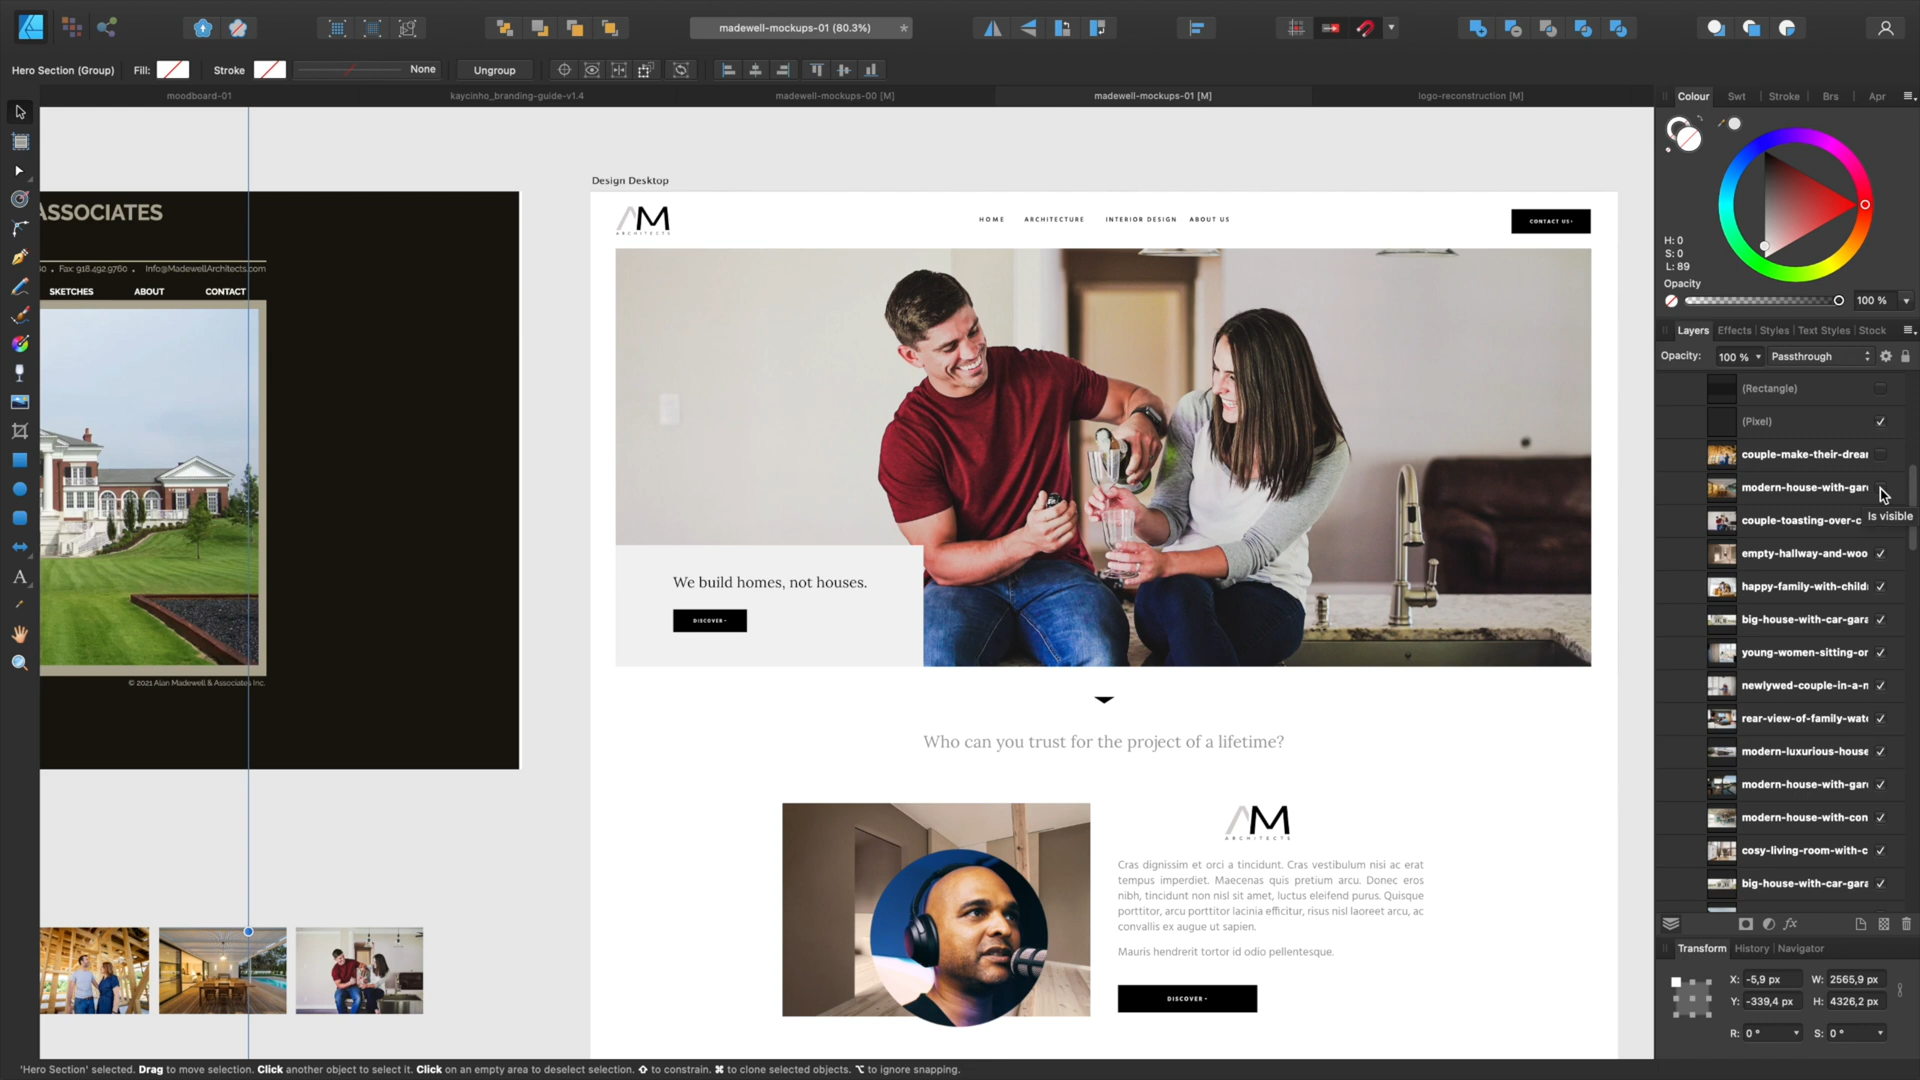 madewell-mockups-01 (80.3%)
Hero Section (Group)
Fill:
Stroke
None
Ungroup
moodboard-01
kaycinho_branding-guide-v1.4
madewell-mockups-00 [M]
madewell-mockups-01 [M]
logo-reconstruction [M]
Colour
Swt
Stroke
Brs
Apr
H: 0
S: 0
L: 89
Opacity
100 %
Layers
Effects
Styles
Text Styles
Stock
Opacity:
100 %
Passthrough
(Rectangle)
(Pixel)
couple-make-their-drear
modern-house-with-gar
Is visible
couple-toasting-over-c
empty-hallway-and-woo
happy-family-with-child
big-house-with-car-gara
young-women-sitting-or
newlywed-couple-in-a-n
rear-view-of-family-wat
modern-luxurious-house
modern-house-with-gar
modern-house-with-con
cosy-living-room-with-c
big-house-with-car-gara
Transform
History
Navigator
X: -5,9 px
W: 2565,9 px
Y: -339,4 px
H: 4326,2 px
R: 0 °
S: 0 °
ASSOCIATES
Fax: 918.492.9760
Info@MadewellArchitects.com
SKETCHES
ABOUT
CONTACT
© 2021 Alan Madewell & Associates Inc.
Design Desktop
AM
ARCHITECTS
HOME
ARCHITECTURE
INTERIOR DESIGN
ABOUT US
CONTACT US
We build homes, not houses.
DISCOVER
Who can you trust for the project of a lifetime?
AM
ARCHITECTS
Cras dignissim et orci a tincidunt. Cras vestibulum nisi ac erat
tempus imperdiet. Maecenas quis pretium arcu. Donec eros
nibh, tincidunt non nisl sit amet, luctus eleifend purus. Quisque
porttitor, arcu porttitor lacinia efficitur, risus nisl laoreet arcu, ac
convallis ex augue ut sapien.
Mauris hendrerit tortor id odio pellentesque.
DISCOVER
'Hero Section' selected. Drag to move selection. Click another object to select it. Click on an empty area to deselect selection. ⇧ to constrain. ⌘ to clone selected objects. ⌥ to ignore snapping.